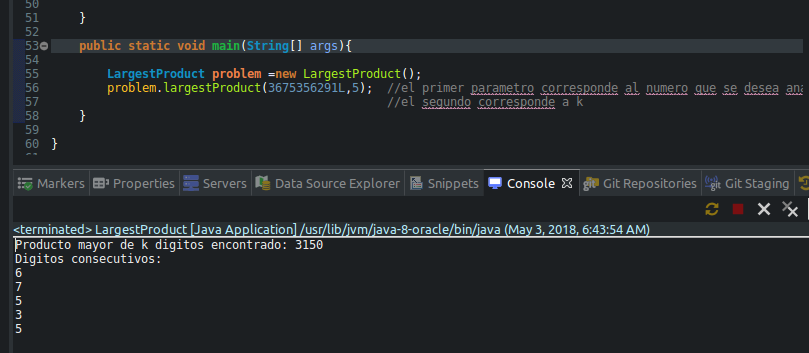 50
51 }
52
53 public static void main(String[] args){
54
55 LargestProduct problem =new LargestProduct();
56 problem.largestProduct(3675356291L,5); //el primer parametro corresponde al numero que se desea ana
57 //el segundo corresponde a k
58 }
59
60 }
61
Markers Properties Servers Data Source Explorer Snippets Console Git Repositories Git Staging
<terminated> LargestProduct [Java Application] /usr/lib/jvm/java-8-oracle/bin/java (May 3, 2018, 6:43:54 AM)
Producto mayor de k digitos encontrado: 3150
Digitos consecutivos:
6
7
5
3
5